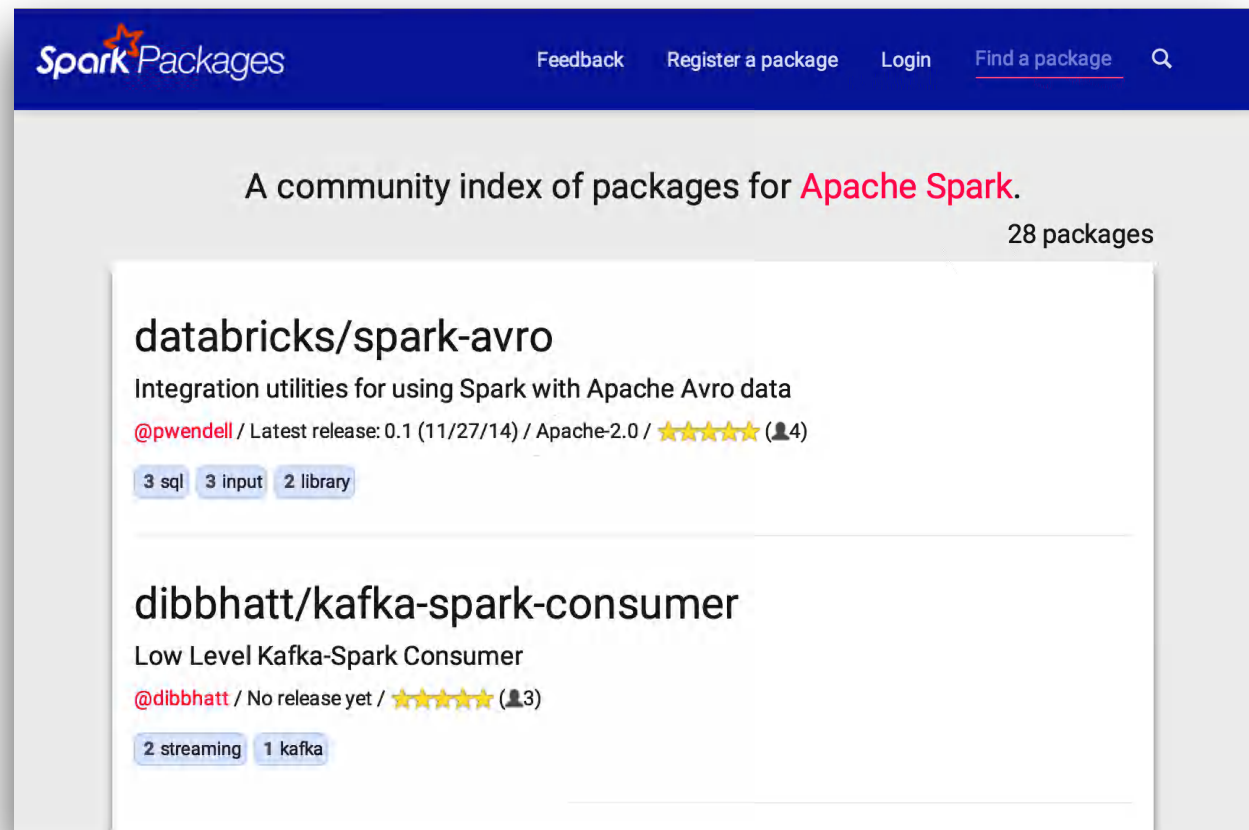 Spark Packages
Feedback Register a package Login Find a package
A community index of packages for Apache Spark.
28 packages
databricks/spark-avro
Integration utilities for using Spark with Apache Avro data
@pwendell / Latest release: 0.1 (11/27/14) / Apache-2.0 / (4)
3 sql 3 input 2 library
dibbhatt/kafka-spark-consumer
Low Level Kafka-Spark Consumer
@dibbhatt / No release yet / (3)
2 streaming 1 kafka